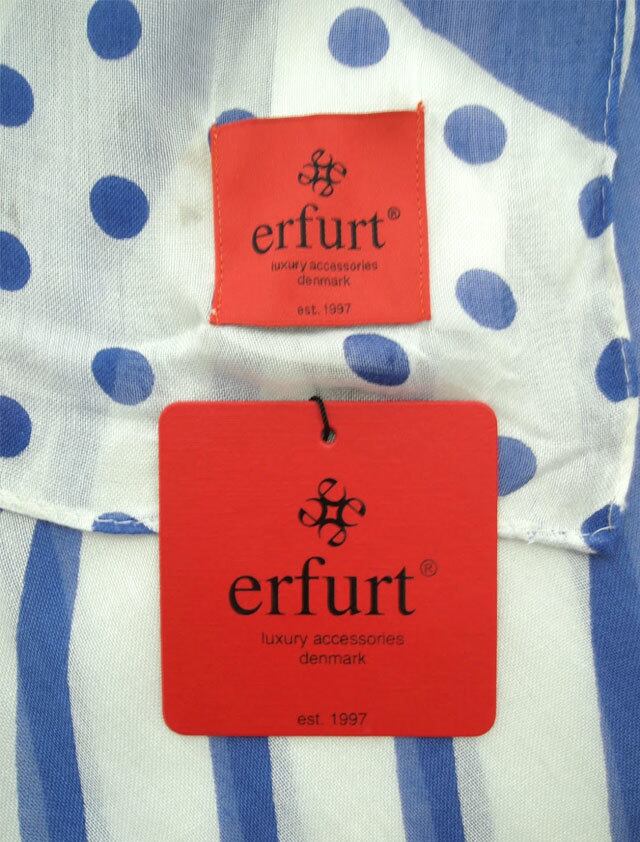 erfurt®
luxury accessories
denmark
est. 1997
erfurt®
luxury accessories
denmark
est. 1997